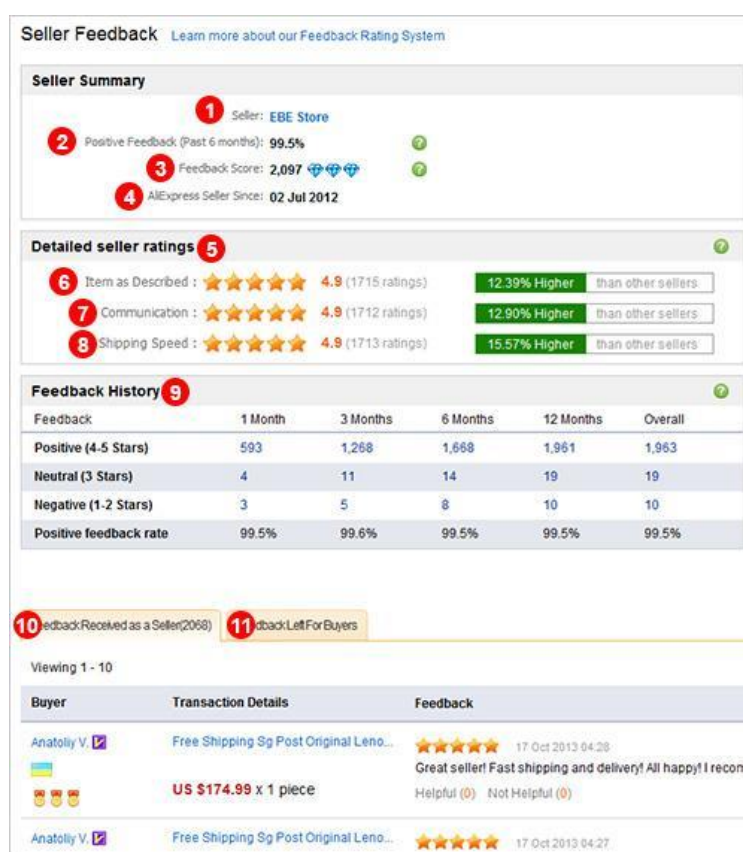 Seller Feedback Learn more about our Feedback Rating System
Seller Summary
1 Seller: EBE Store
2 Positive Feedback (Past 6 months): 99.5%
3 Feedback Score: 2,097
4 AliExpress Seller Since: 02 Jul 2012
Detailed seller ratings 5
6 Item as Described : 4.9 (1715 ratings) 12.39% Higher than other sellers
7 Communication : 4.9 (1712 ratings) 12.90% Higher than other sellers
8 Shipping Speed : 4.9 (1713 ratings) 15.57% Higher than other sellers
Feedback History 9
Feedback 1 Month 3 Months 6 Months 12 Months Overall
Positive (4-5 Stars) 593 1,268 1,668 1,961 1,963
Neutral (3 Stars) 4 11 14 19 19
Negative (1-2 Stars) 3 5 8 10 10
Positive feedback rate 99.5% 99.6% 99.5% 99.5% 99.5%
10 eedback Received as a Seller(2068) 11 dback Left For Buyers
Viewing 1 - 10
Buyer Transaction Details Feedback
Anatoliy V. Free Shipping Sg Post Original Leno... 17 Oct 2013 04:28
Great seller! Fast shipping and delivery! All happy! I recom
US $174.99 x 1 piece Helpful (0) Not Helpful (0)
Anatoliy V. Free Shipping Sg Post Original Leno... 17 Oct 2013 04:27